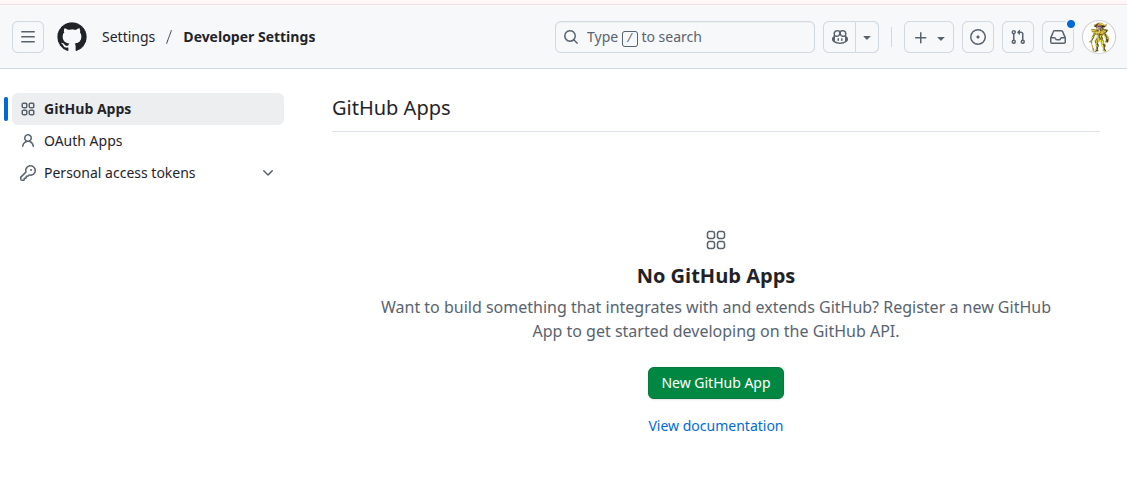 Settings / Developer Settings
Type / to search
GitHub Apps
OAuth Apps
Personal access tokens
GitHub Apps
No GitHub Apps
Want to build something that integrates with and extends GitHub? Register a new GitHub
App to get started developing on the GitHub API.
New GitHub App
View documentation